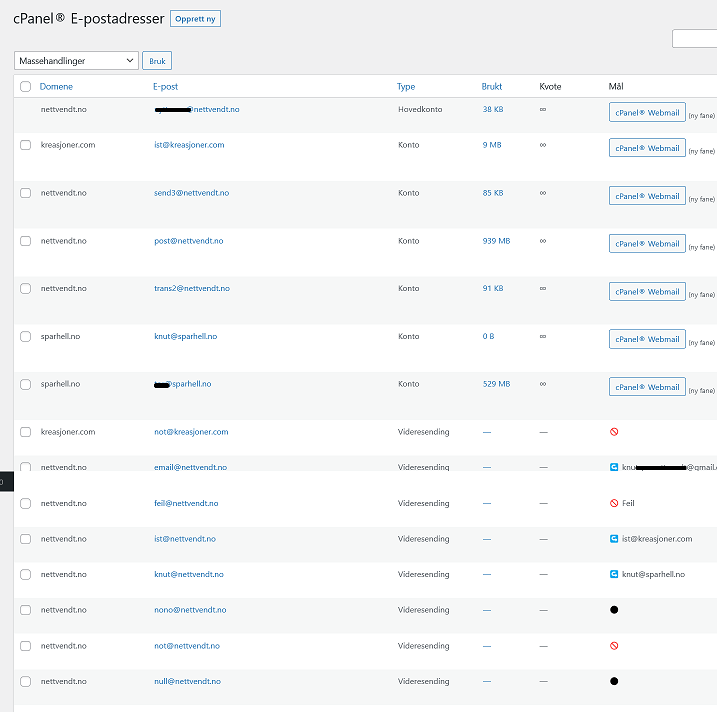 cPanel® E-postadresser Opprett ny
Massehandlinger Bruk
Domene E-post Type Brukt Kvote Mål
nettvendt.no @nettvendt.no Hovedkonto 38 KB ∞ cPanel® Webmail (ny fane)
kreasjoner.com ist@kreasjoner.com Konto 9 MB ∞ cPanel® Webmail (ny fane)
nettvendt.no send3@nettvendt.no Konto 85 KB ∞ cPanel® Webmail (ny fane)
nettvendt.no post@nettvendt.no Konto 939 MB ∞ cPanel® Webmail (ny fane)
nettvendt.no trans2@nettvendt.no Konto 91 KB ∞ cPanel® Webmail (ny fane)
sparhell.no knut@sparhell.no Konto 0 B ∞ cPanel® Webmail (ny fane)
sparhell.no @sparhell.no Konto 529 MB ∞ cPanel® Webmail (ny fane)
kreasjoner.com not@kreasjoner.com Videresending — —
nettvendt.no email@nettvendt.no Videresending — — knut @gmail.
nettvendt.no feil@nettvendt.no Videresending — — Feil
nettvendt.no ist@nettvendt.no Videresending — — ist@kreasjoner.com
nettvendt.no knut@nettvendt.no Videresending — — knut@sparhell.no
nettvendt.no nono@nettvendt.no Videresending — —
nettvendt.no not@nettvendt.no Videresending — —
nettvendt.no null@nettvendt.no Videresending — —